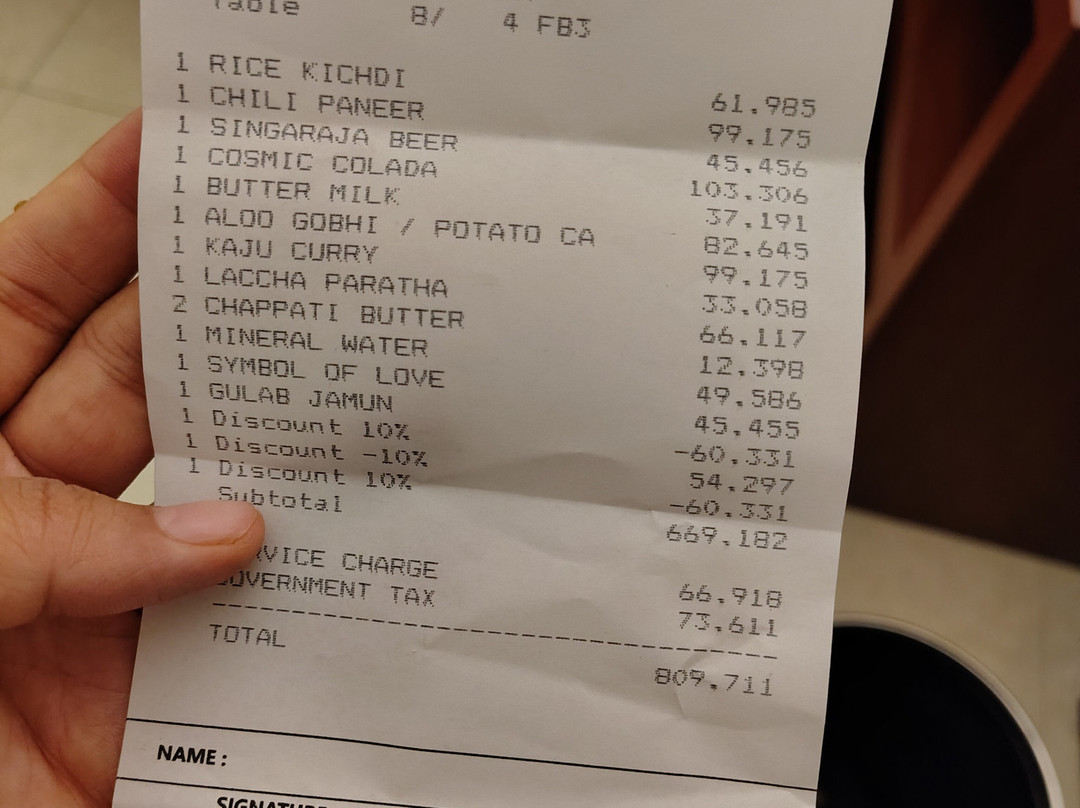 Table 8/ 4 FB3
1 RICE KICHDI 61.985
1 CHILI PANEER 99.175
1 SINGARAJA BEER 45.456
1 COSMIC COLADA 103.306
1 BUTTER MILK 37.191
1 ALOO GOBHI / POTATO CA 82.645
1 KAJU CURRY 99.175
1 LACCHA PARATHA 33.058
2 CHAPPATI BUTTER 66.117
1 MINERAL WATER 12.398
1 SYMBOL OF LOVE 49.586
1 GULAB JAMUN 45.455
1 Discount 10% -60.331
1 Discount -10% 54.297
1 Discount 10% -60.331
Subtotal 669.182
RVICE CHARGE 66.918
GOVERNMENT TAX 73.611
--------------------------------
TOTAL 809.711
NAME :
SIGNATURE